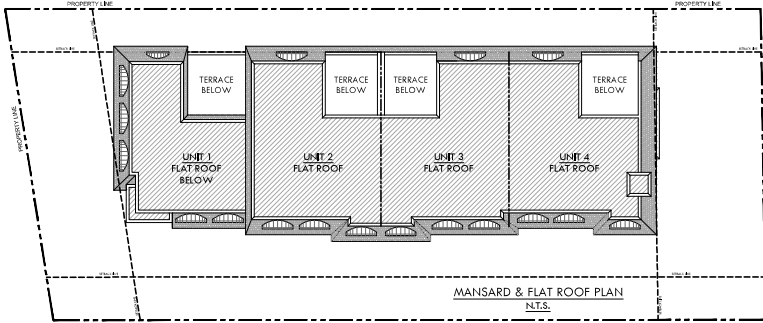 PROPERTY LINE
PROPERTY LINE
TERRACE
BELOW
TERRACE
BELOW
TERRACE
BELOW
TERRACE
BELOW
PROPERTY LINE
UNIT 1
FLAT ROOF
BELOW
UNIT 2
FLAT ROOF
UNIT 3
FLAT ROOF
UNIT 4
FLAT ROOF
MANSARD & FLAT ROOF PLAN
N.T.S.